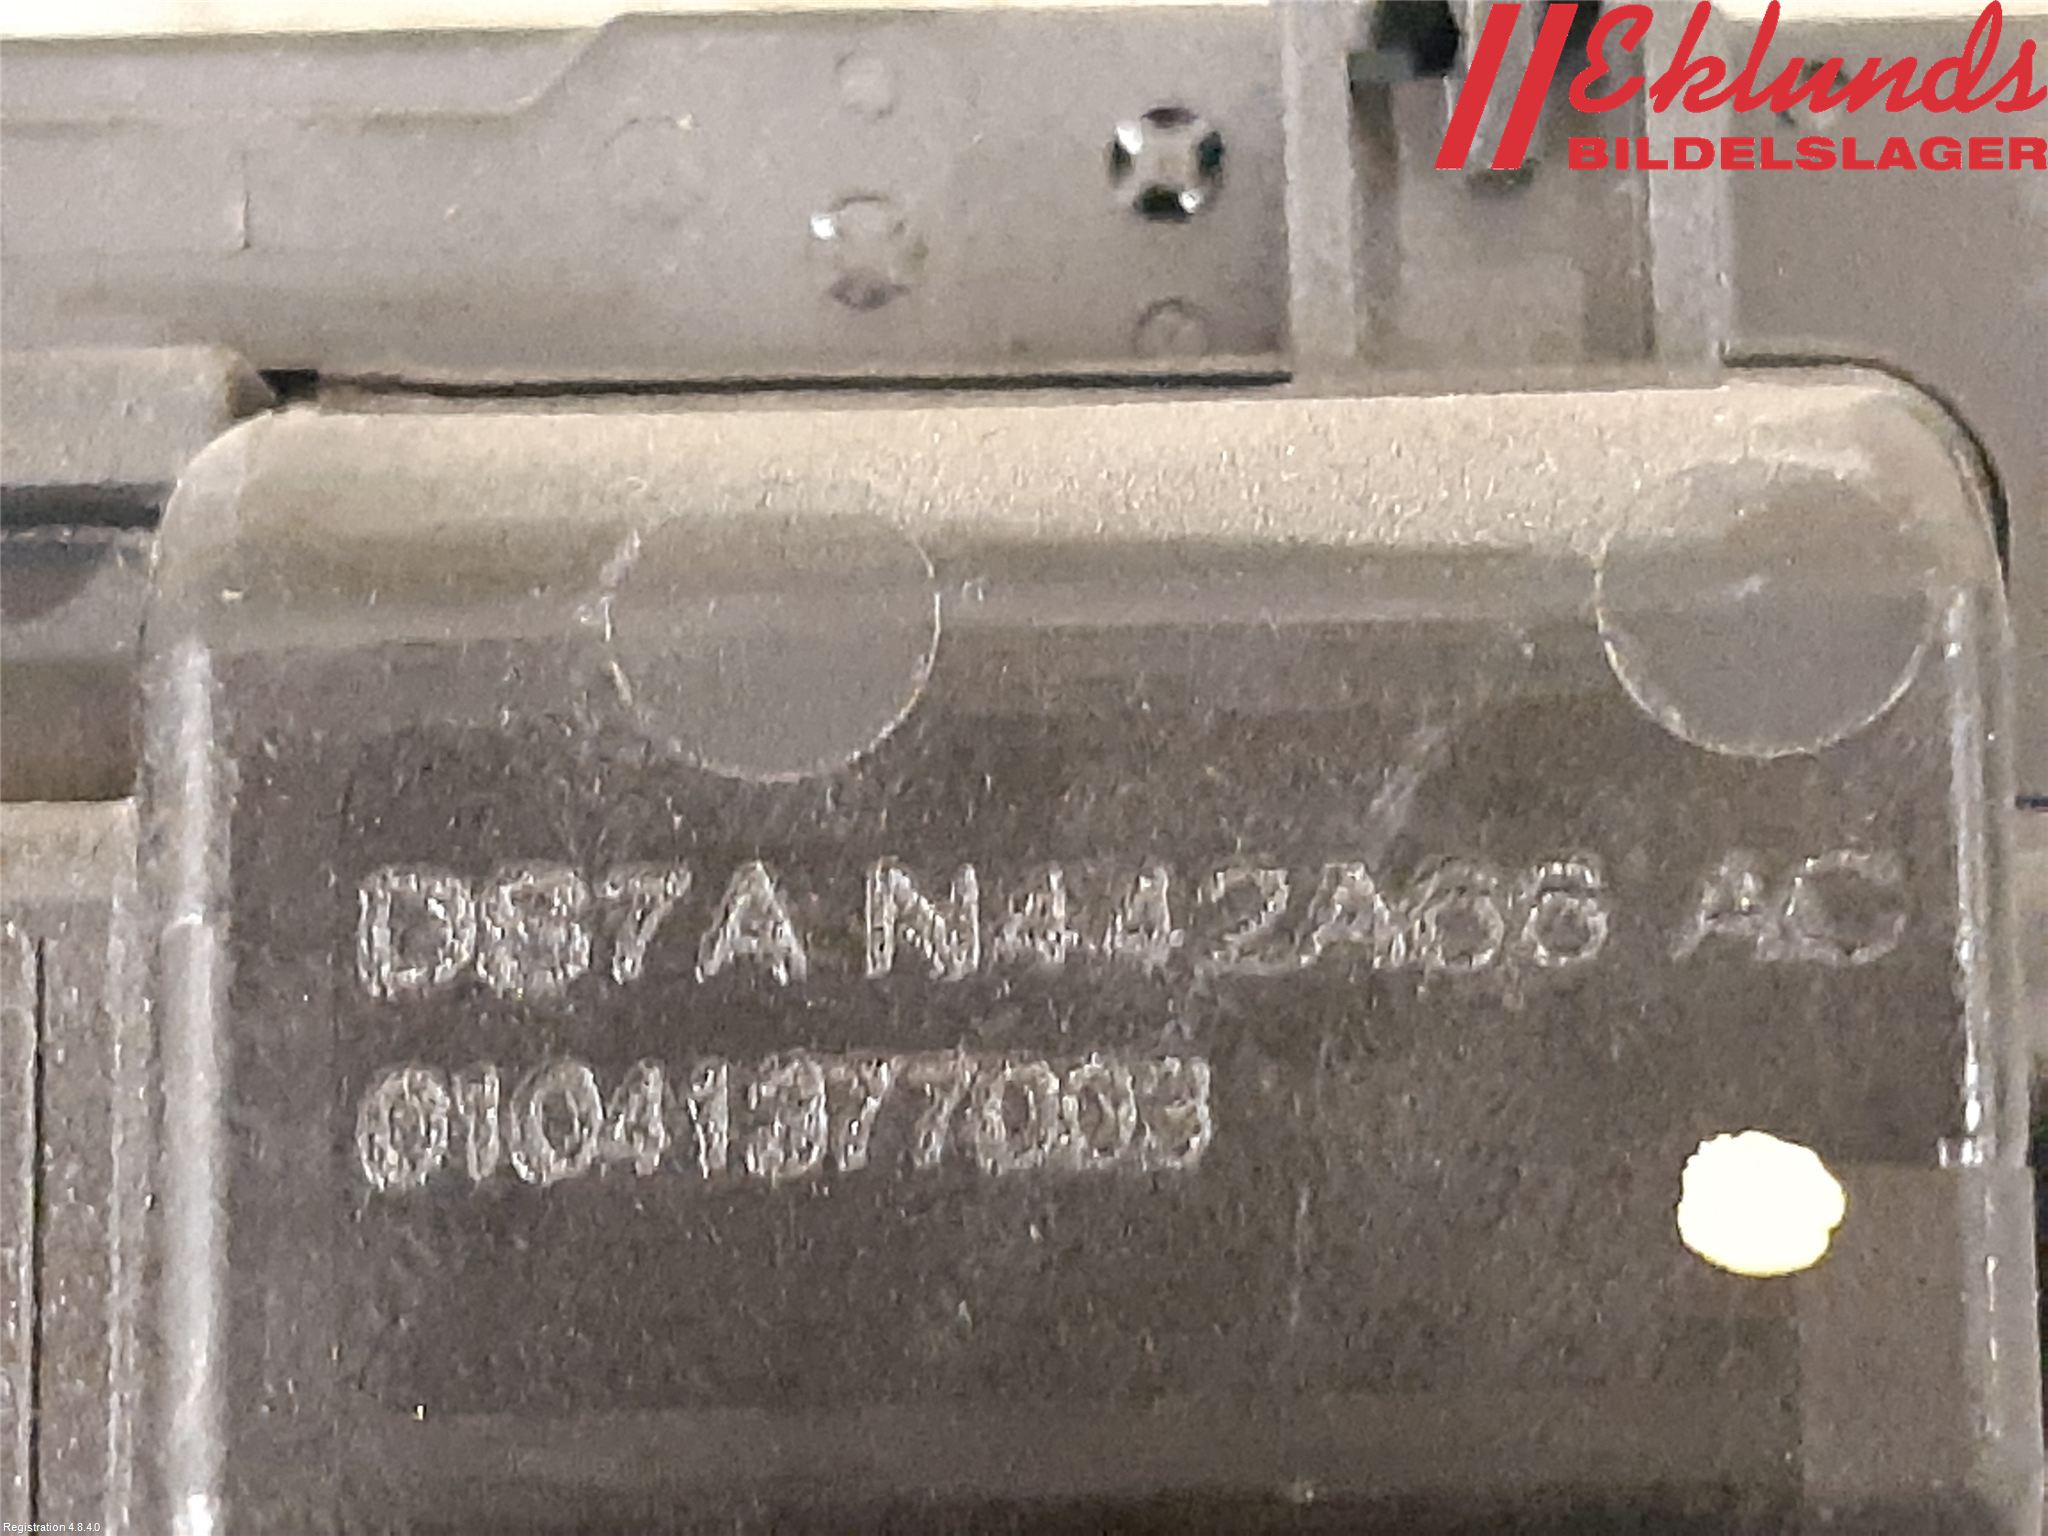 Eklunds
BILDELSLAGER
DS7A N442A66 AC
01041377003
Registration 4.8.4.0